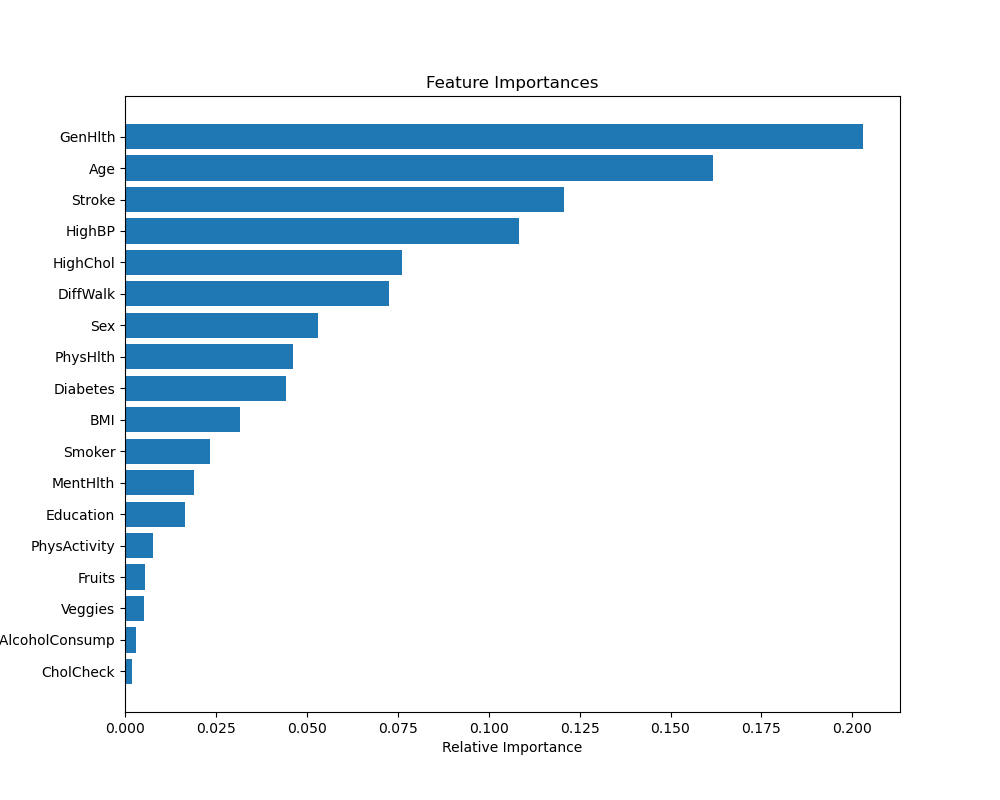 Feature Importances
GenHlth
Age
Stroke
HighBP
HighChol
DiffWalk
Sex
PhysHlth
Diabetes
BMI
Smoker
MentHlth
Education
PhysActivity
Fruits
Veggies
AlcoholConsump
CholCheck
0.000 0.025 0.050 0.075 0.100 0.125 0.150 0.175 0.200
Relative Importance